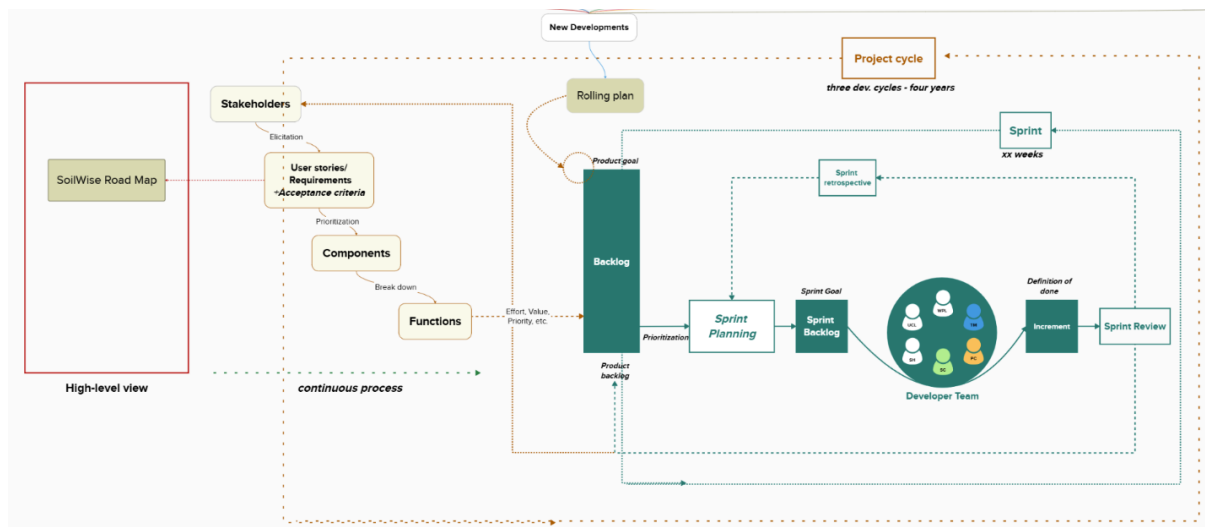 New Developments
Project cycle
three dev. cycles - four years
Rolling plan
Stakeholders
Elicitation
Sprint
xx weeks
User stories/
Requirements
+Acceptance criteria
SoilWise Road Map
Product goal
Sprint
retrospective
Prioritization
Components
Backlog
Break down
Functions
Effort, Value,
Priority, etc.
Sprint Goal
Definition of
done
Sprint
Planning
Sprint
Backlog
UCL
SH
SC
PC
Increment
Sprint Review
Prioritization
Product
backlog
Developer Team
High-level view
continuous process